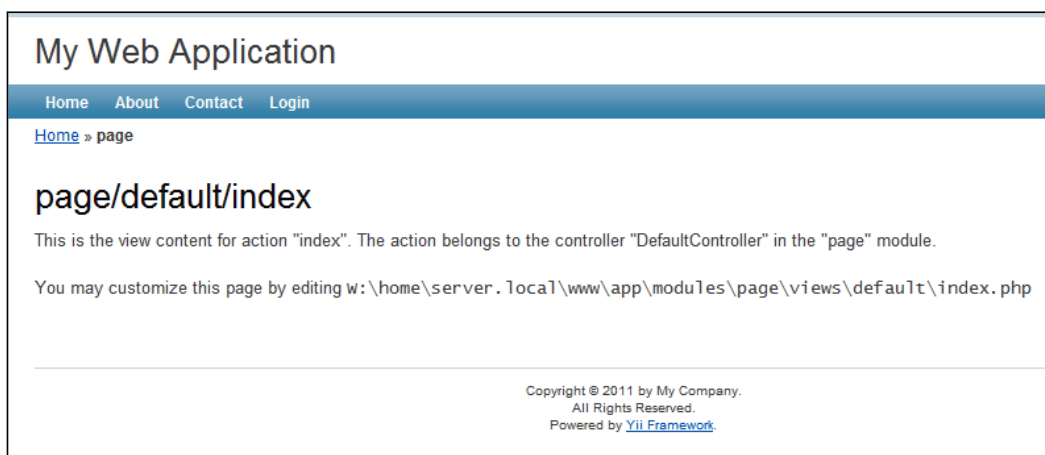 My Web Application
Home About Contact Login
Home » page
page/default/index
This is the view content for action "index". The action belongs to the controller "DefaultController" in the "page" module.
You may customize this page by editing w:\home\server.local\www\app\modules\page\views\default\index.php
Copyright © 2011 by My Company.
All Rights Reserved.
Powered by Yii Framework.